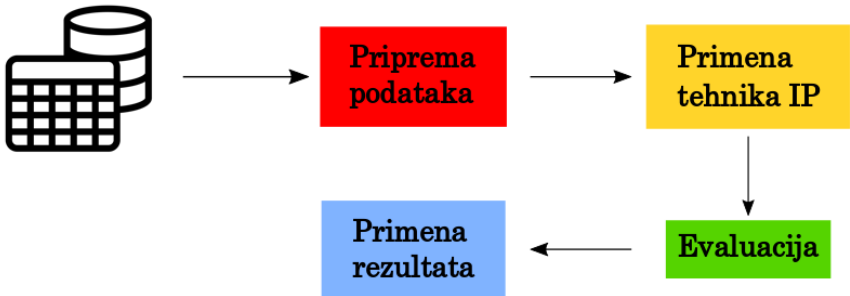 Priprema
podataka
Primena
tehnika IP
Evaluacija
Primena
rezultata